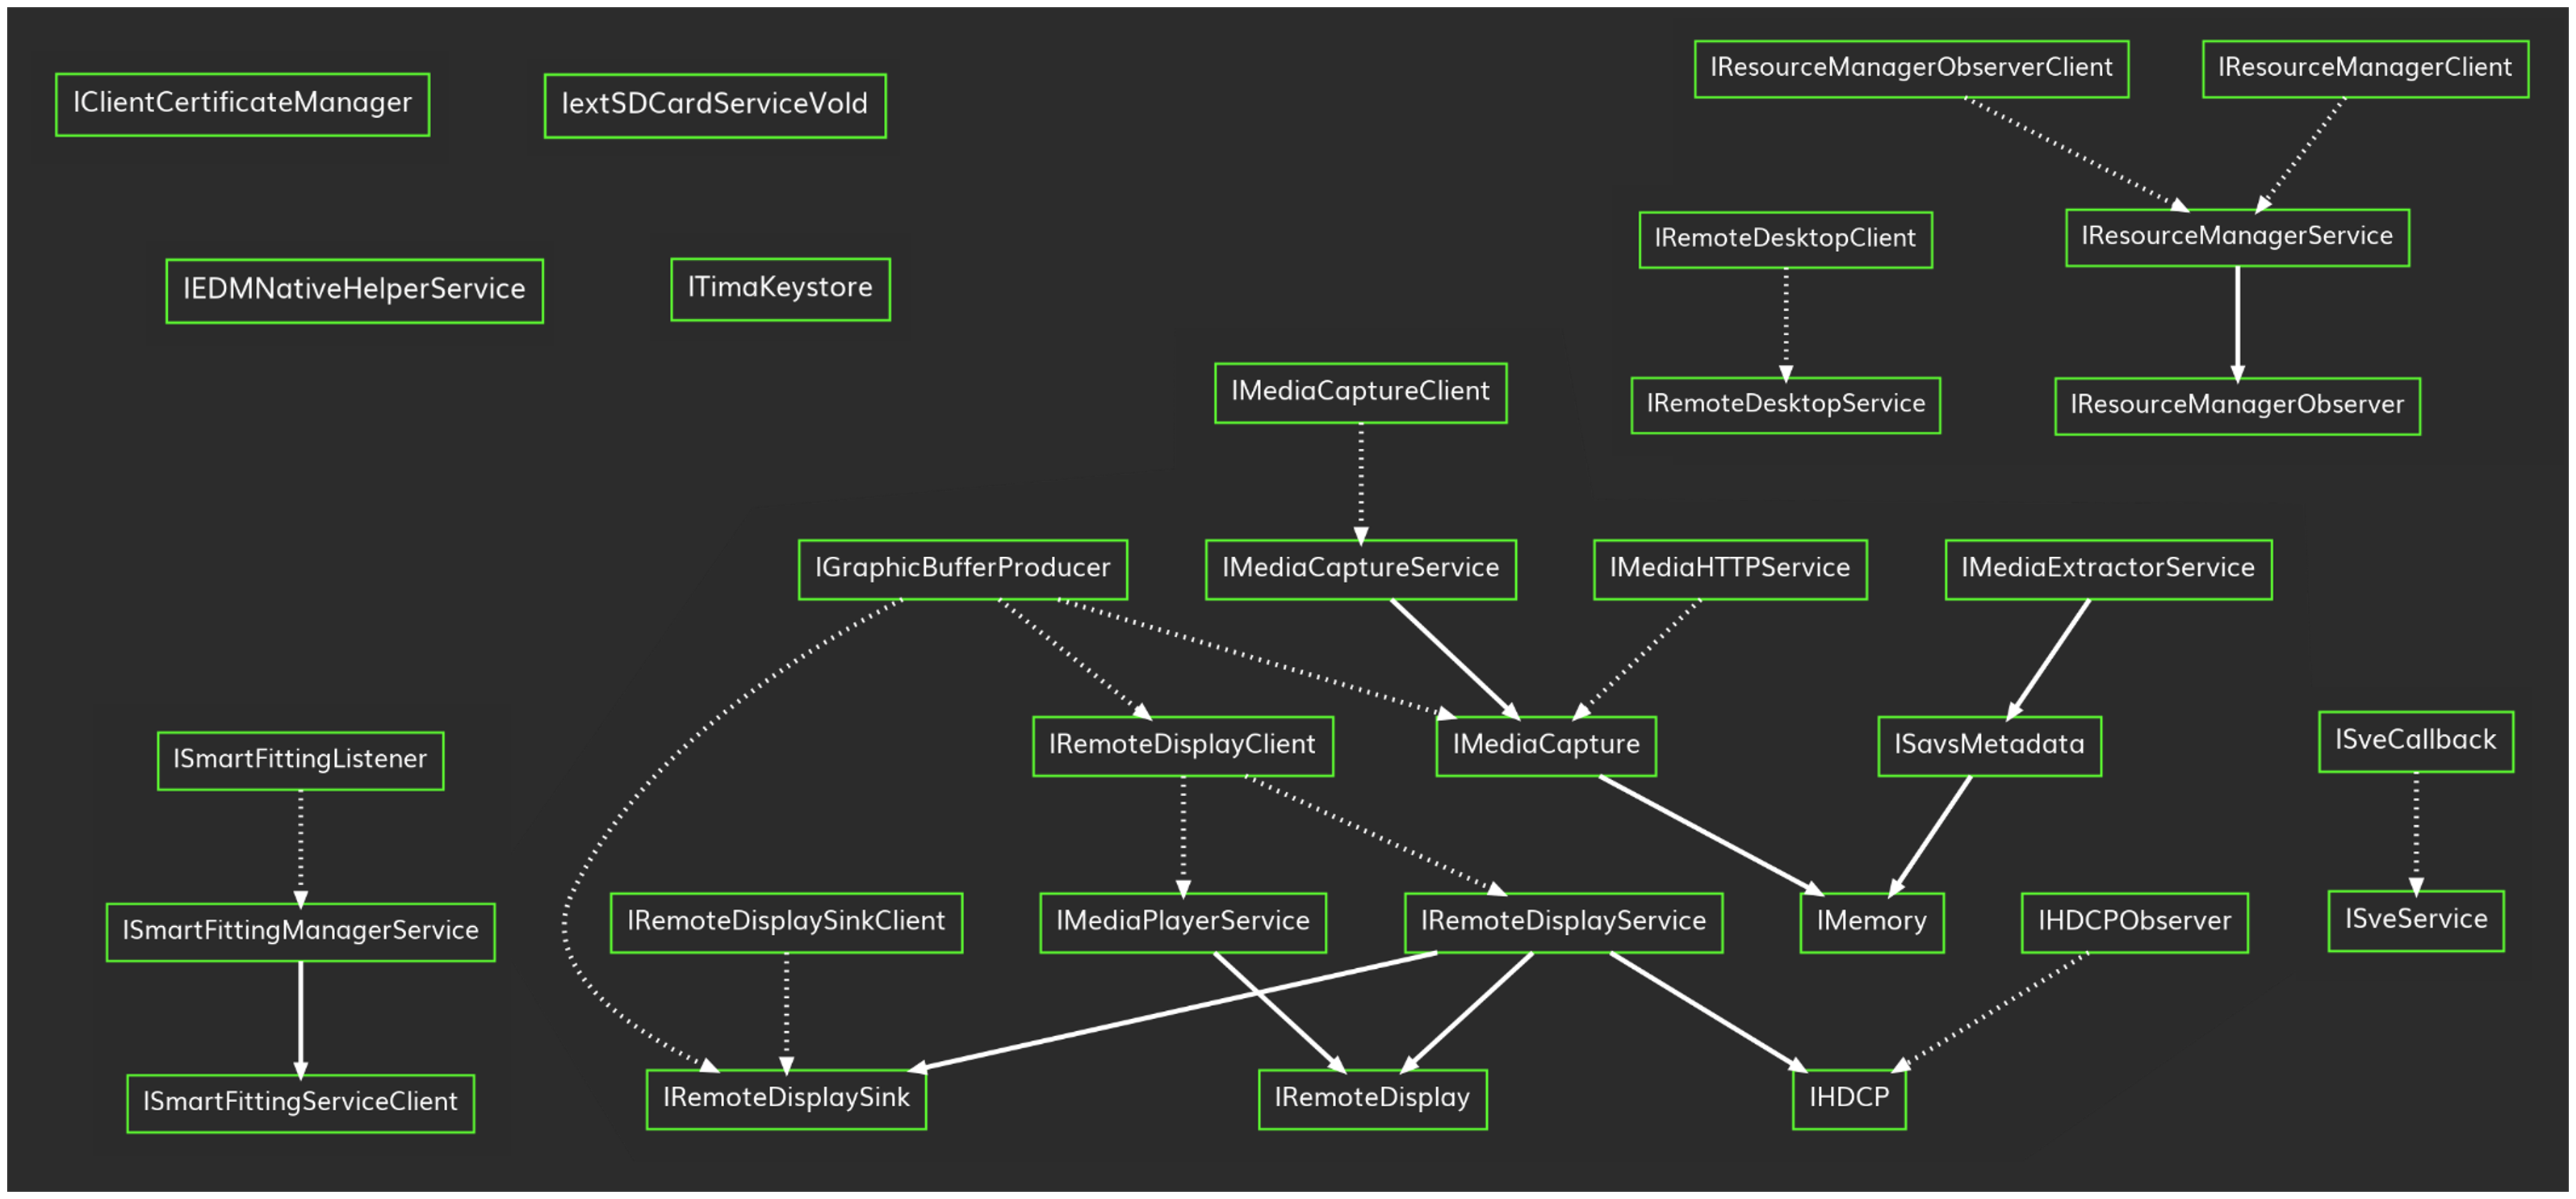 IResourceManagerObserverClient
IResourceManagerClient
IClientCertificateManager
IextSDCardServiceVold
IRemoteDesktopClient
IResourceManagerService
IEDMNativeHelperService
ITimaKeystore
IMediaCaptureClient
IRemoteDesktopService
IResourceManagerObserver
IGraphicBufferProducer
IMediaCaptureService
IMediaHTTPService
IMediaExtractorService
ISmartFittingListener
IRemoteDisplayClient
IMediaCapture
ISavsMetadata
ISveCallback
ISmartFittingManagerService
IRemoteDisplaySinkClient
IMediaPlayerService
IRemoteDisplayService
IMemory
IHDCPObserver
ISveService
ISmartFittingServiceClient
IRemoteDisplaySink
IRemoteDisplay
IHDCP